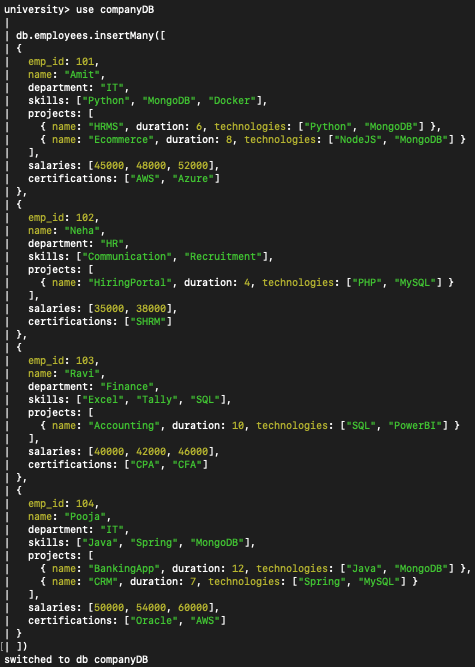 university> use companyDB
|
| db.employees.insertMany([
| {
|   emp_id: 101,
|   name: "Amit",
|   department: "IT",
|   skills: ["Python", "MongoDB", "Docker"],
|   projects: [
|     { name: "HRMS", duration: 6, technologies: ["Python", "MongoDB"] },
|     { name: "Ecommerce", duration: 8, technologies: ["NodeJS", "MongoDB"] }
|   ],
|   salaries: [45000, 48000, 52000],
|   certifications: ["AWS", "Azure"]
| },
| {
|   emp_id: 102,
|   name: "Neha",
|   department: "HR",
|   skills: ["Communication", "Recruitment"],
|   projects: [
|     { name: "HiringPortal", duration: 4, technologies: ["PHP", "MySQL"] }
|   ],
|   salaries: [35000, 38000],
|   certifications: ["SHRM"]
| },
| {
|   emp_id: 103,
|   name: "Ravi",
|   department: "Finance",
|   skills: ["Excel", "Tally", "SQL"],
|   projects: [
|     { name: "Accounting", duration: 10, technologies: ["SQL", "PowerBI"] }
|   ],
|   salaries: [40000, 42000, 46000],
|   certifications: ["CPA", "CFA"]
| },
| {
|   emp_id: 104,
|   name: "Pooja",
|   department: "IT",
|   skills: ["Java", "Spring", "MongoDB"],
|   projects: [
|     { name: "BankingApp", duration: 12, technologies: ["Java", "MongoDB"] },
|     { name: "CRM", duration: 7, technologies: ["Spring", "MySQL"] }
|   ],
|   salaries: [50000, 54000, 60000],
|   certifications: ["Oracle", "AWS"]
| }
[| ])
switched to db companyDB